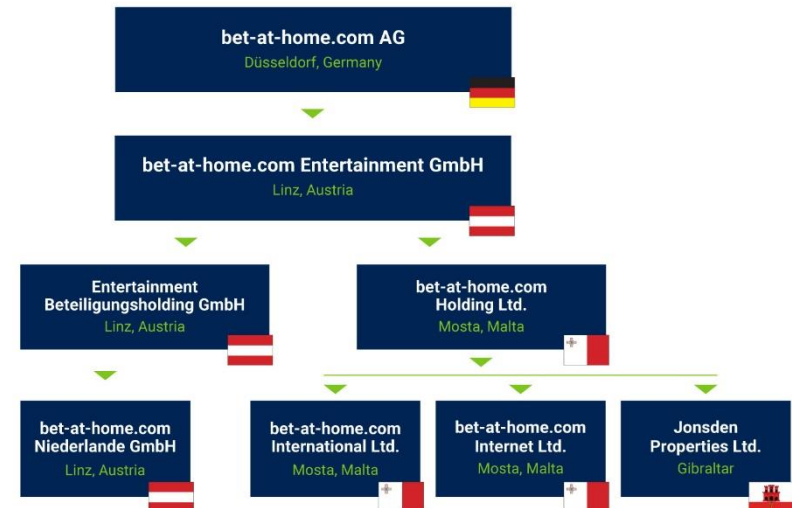 bet-at-home.com AG
Düsseldorf, Germany
bet-at-home.com Entertainment GmbH
Linz, Austria
Entertainment
Beteiligungsholding GmbH
Linz, Austria
bet-at-home.com
Holding Ltd.
Mosta, Malta
bet-at-home.com
Niederlande GmbH
Linz, Austria
bet-at-home.com
International Ltd.
Mosta, Malta
bet-at-home.com
Internet Ltd.
Mosta, Malta
Jonsden
Properties Ltd.
Gibraltar